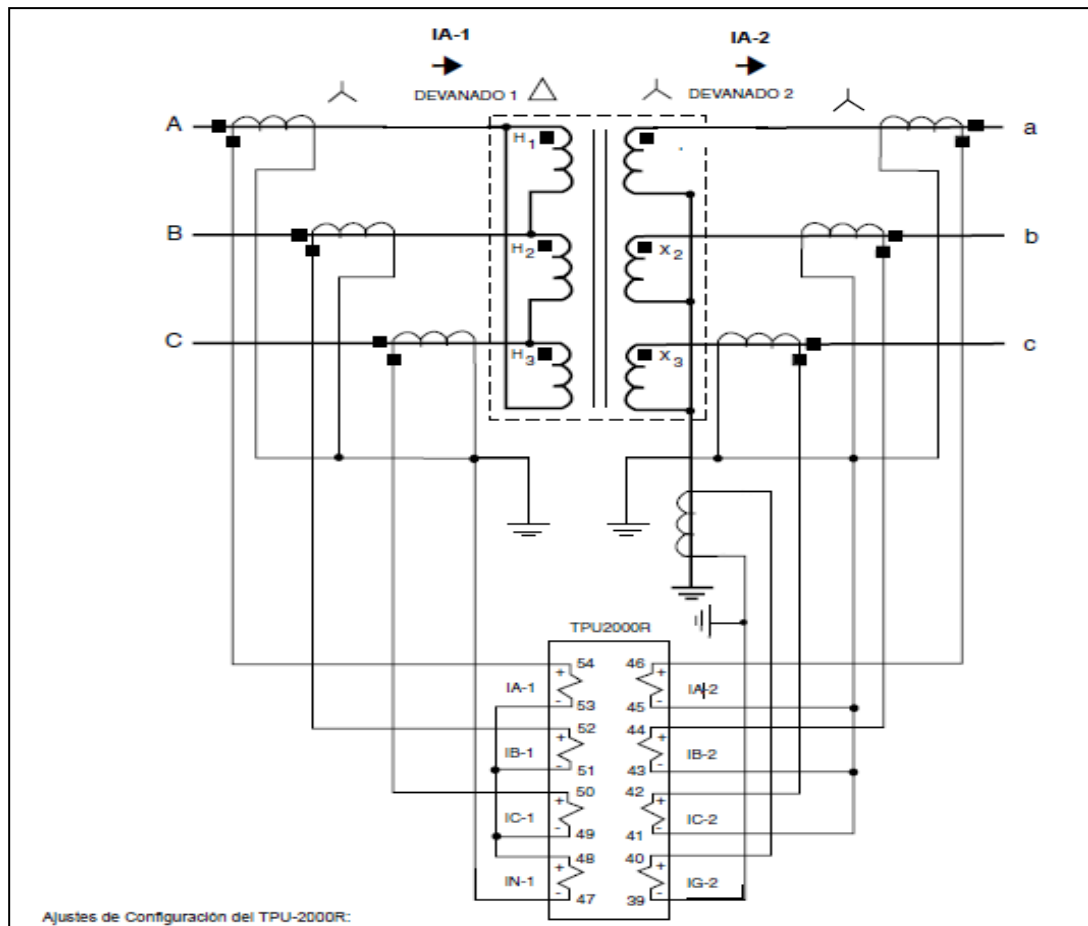 IA-1 IA-2
DEVANADO 1 DEVANADO 2
A a
H1
B b
H2 X2
C c
H3 X3
TPU2000R
54 46
IA-1 + + IA-2
- 53 - 45
52 44
IB-1 + + IB-2
- 51 - 43
50 42
IC-1 + + IC-2
- 49 - 41
48 40
IN-1 + + IG-2
- 47 - 39
Ajustes de Configuración del TPU-2000R: